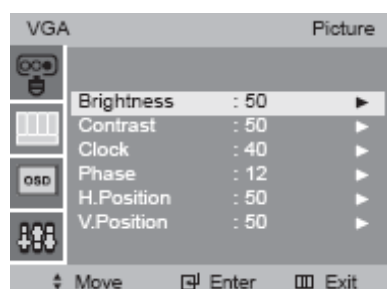 VGA Picture
Brightness : 50
Contrast : 50
Clock : 40
OSD Phase : 12
H.Position : 50
V.Position : 50
Move Enter Exit